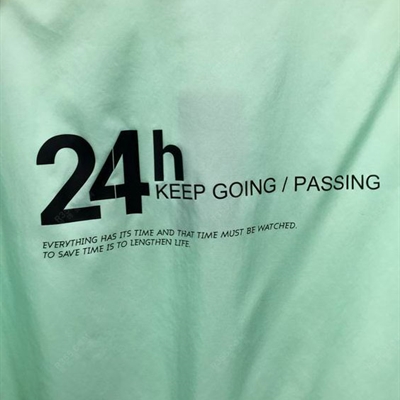 24h
KEEP GOING / PASSING
EVERYTHING HAS ITS TIME AND THAT TIME MUST BE WATCHED.
TO SAVE TIME IS TO LENGTHEN LIFE.